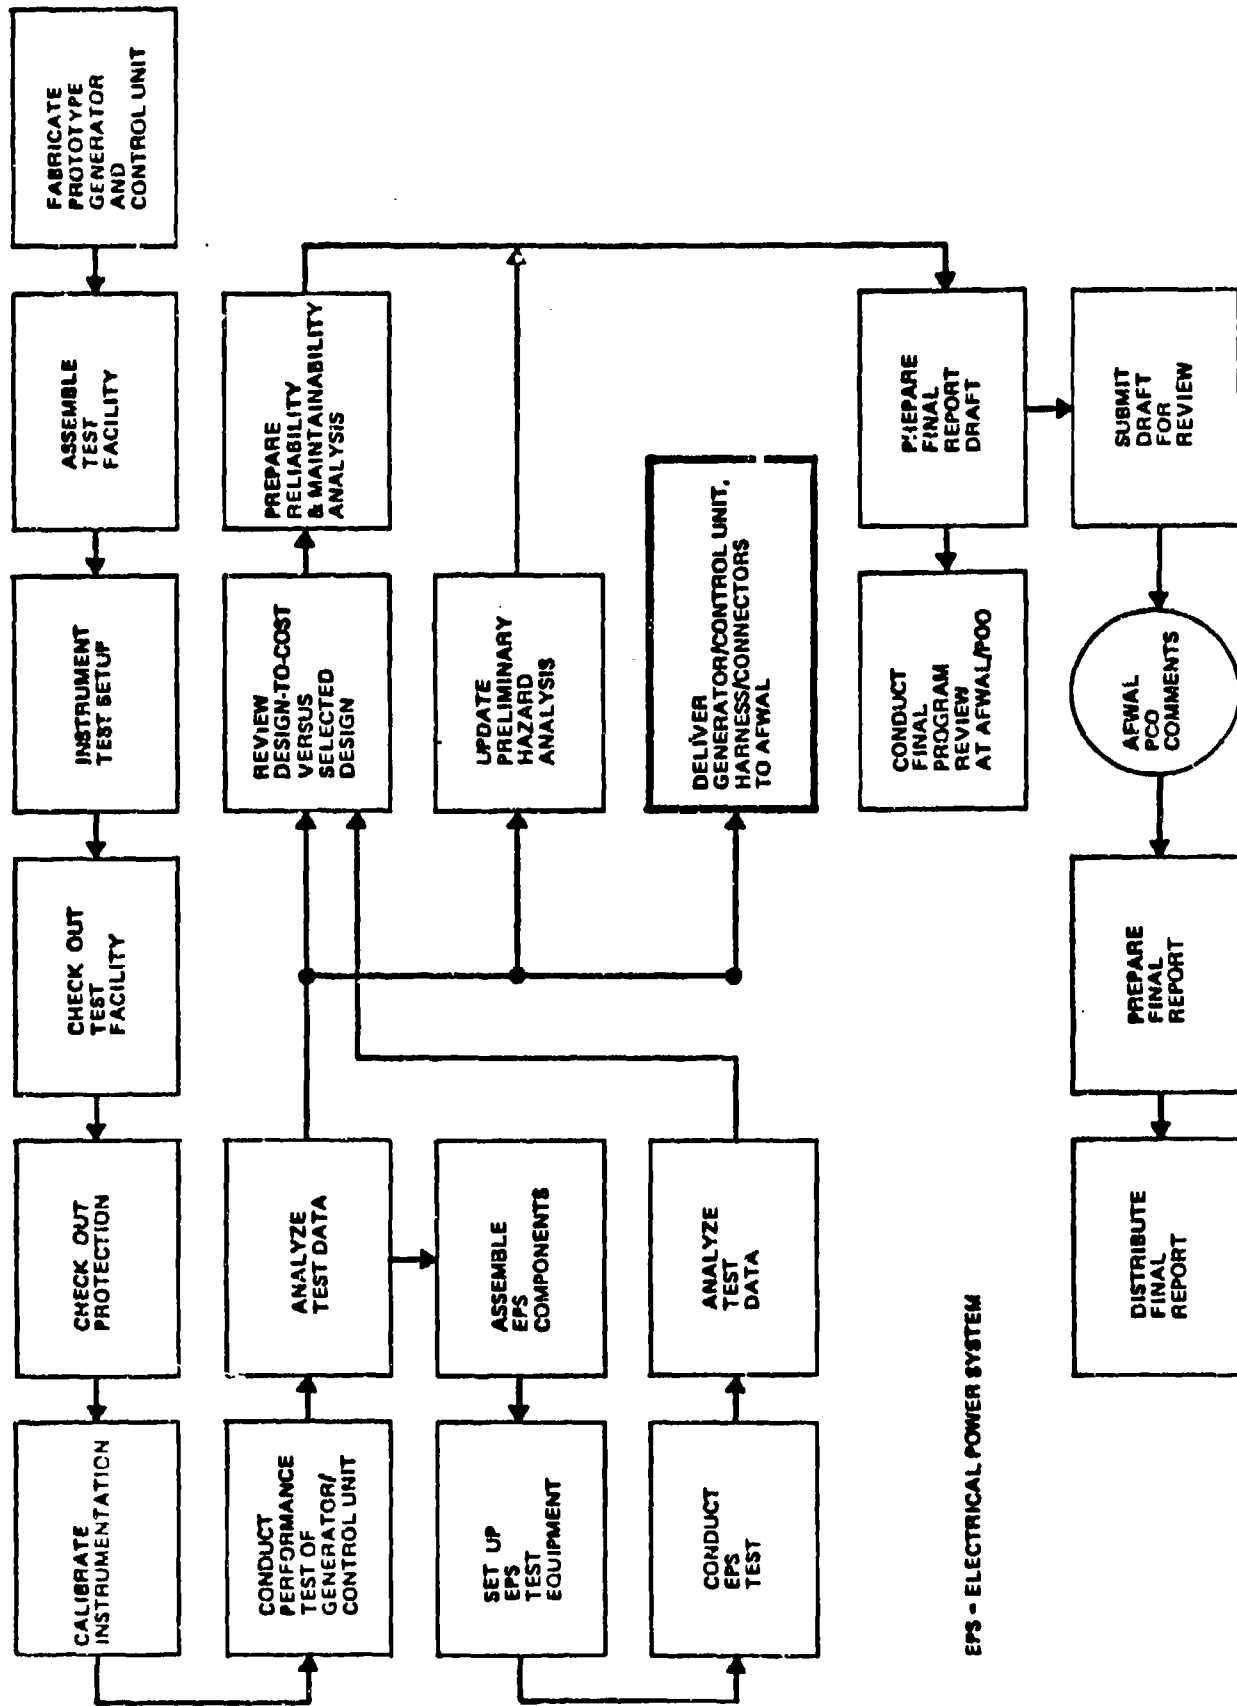 FABRICATE
PROTOTYPE
GENERATOR
AND
CONTROL UNIT
ASSEMBLE
TEST
FACILITY
INSTRUMENT
TEST SETUP
CHECK OUT
TEST
FACILITY
CHECK OUT
PROTECTION
CALIBRATE
INSTRUMENTATION
CONDUCT
PERFORMANCE
TEST OF
GENERATOR/
CONTROL UNIT
ANALYZE
TEST DATA
REVIEW
DESIGN-TO-COST
VERSUS
SELECTED
DESIGN
PREPARE
RELIABILITY
& MAINTAINABILITY
ANALYSIS
ASSEMBLE
EPS
COMPONENTS
SET UP
EPS
TEST
EQUIPMENT
UPDATE
PRELIMINARY
HAZARD
ANALYSIS
CONDUCT
EPS
TEST
ANALYZE
TEST
DATA
DELIVER
GENERATOR/CONTROL UNIT,
HARNESS/CONNECTORS
TO AFWAL
PREPARE
FINAL
REPORT
DRAFT
CONDUCT
FINAL
PROGRAM
REVIEW
AT AFWAL/POO
SUBMIT
DRAFT
FOR
REVIEW
AFWAL
PCO
COMMENTS
PREPARE
FINAL
REPORT
DISTRIBUTE
FINAL
REPORT
EPS - ELECTRICAL POWER SYSTEM